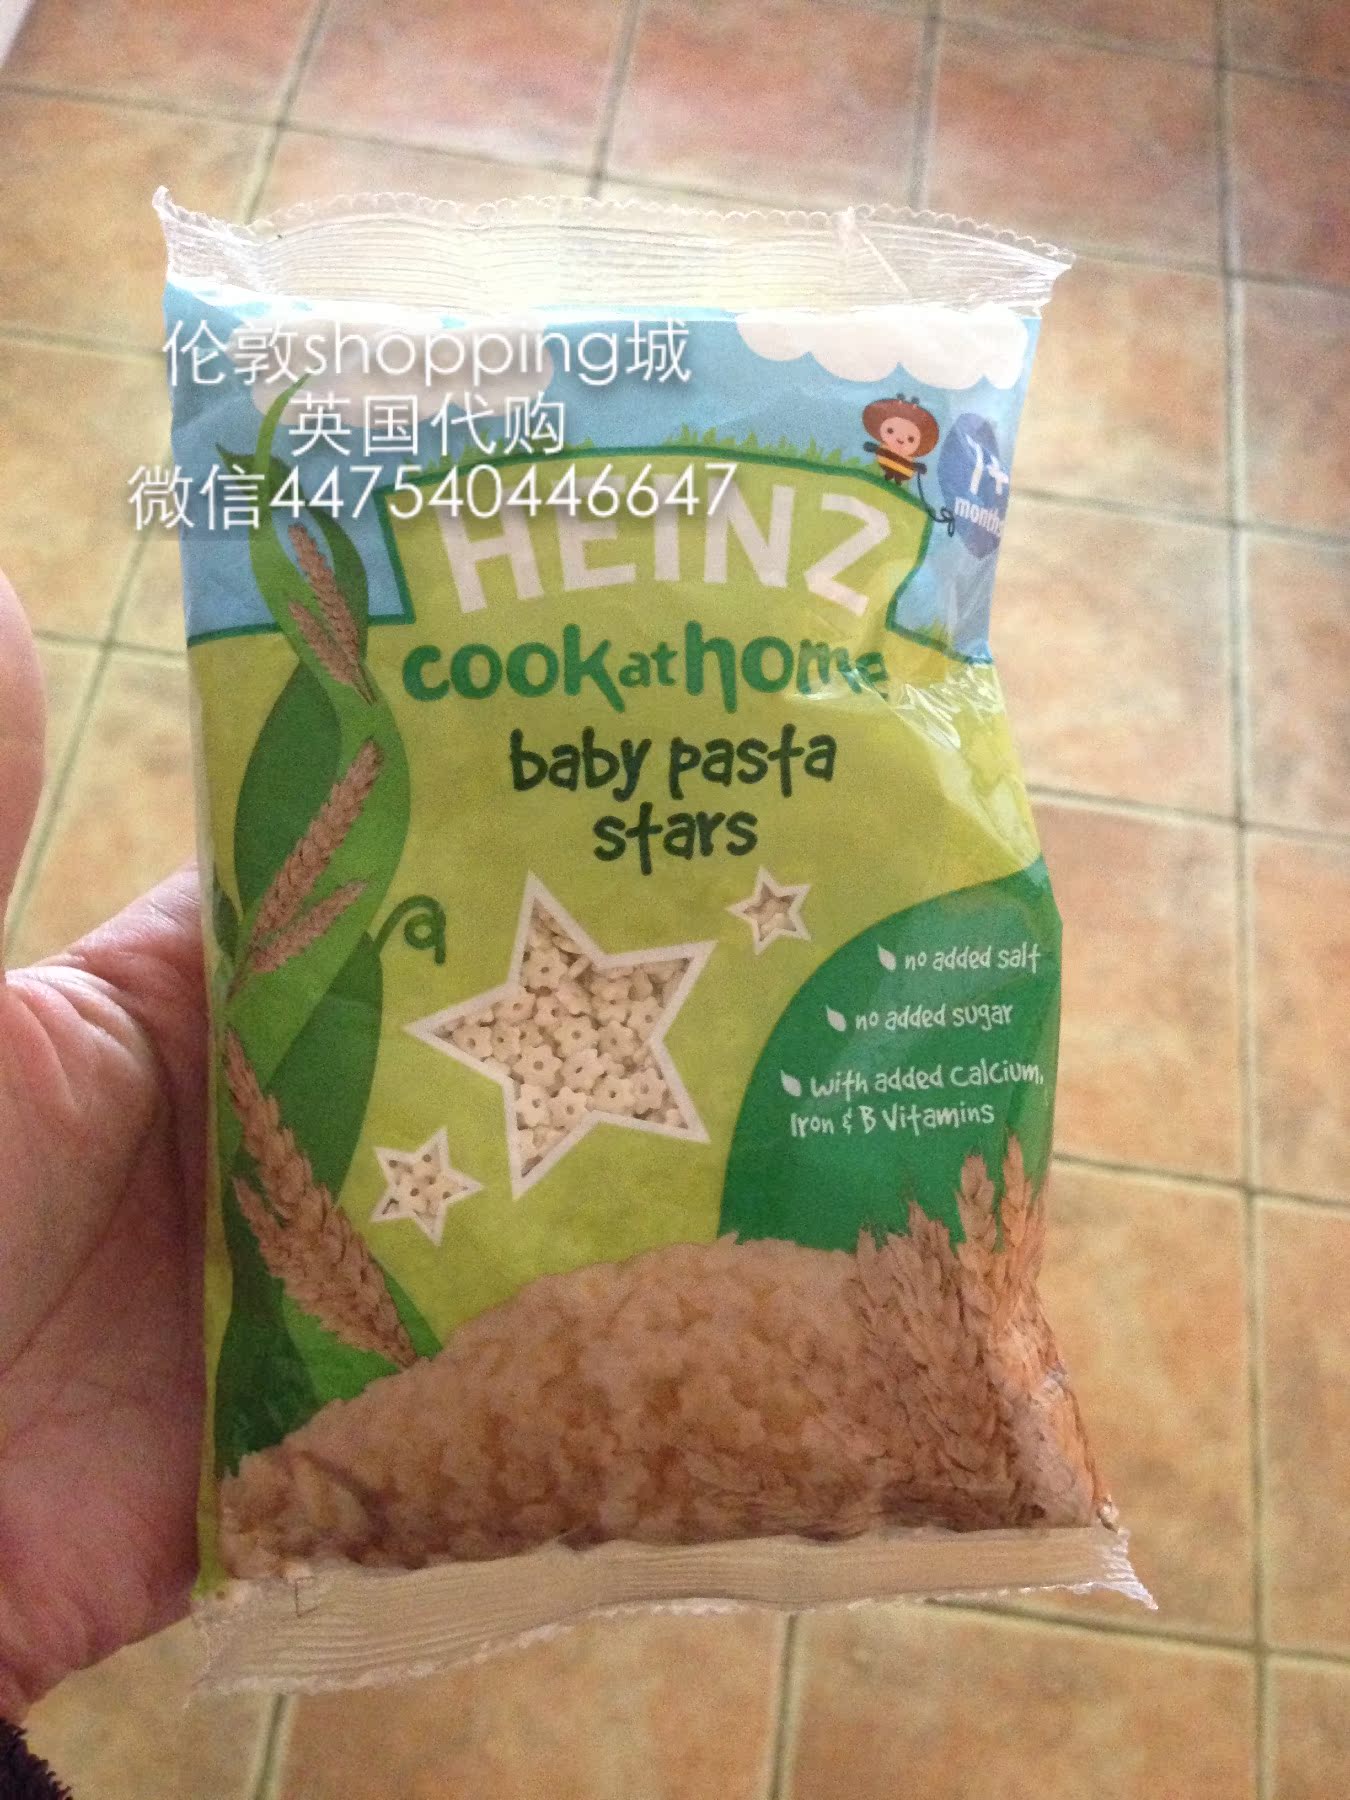 伦敦shopping城
英国代购
微信447540446647
HEINZ
7+
months
cook at home
baby pasta
stars
no added salt
no added sugar
with added Calcium,
Iron & B Vitamins